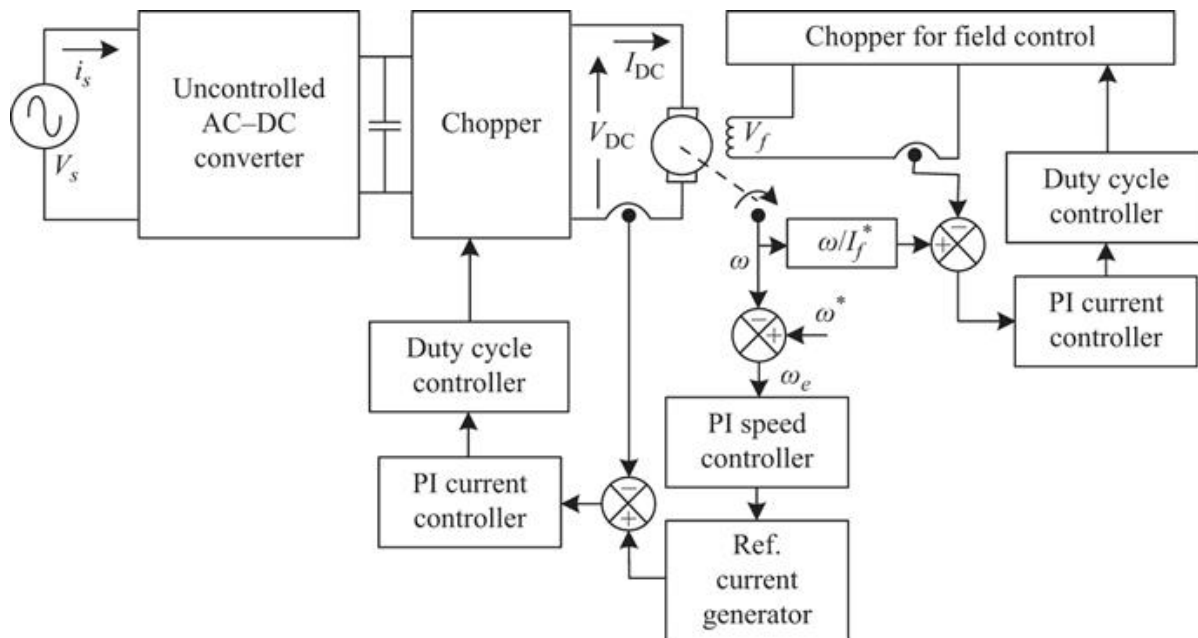 i_s
V_s
Uncontrolled
AC–DC
converter
Chopper
I_DC
V_DC
V_f
Chopper for field control
Duty cycle
controller
PI current
controller
ω/I_f*
+ −
ω
− +
ω*
ω_e
PI speed
controller
Ref.
current
generator
− +
PI current
controller
Duty cycle
controller